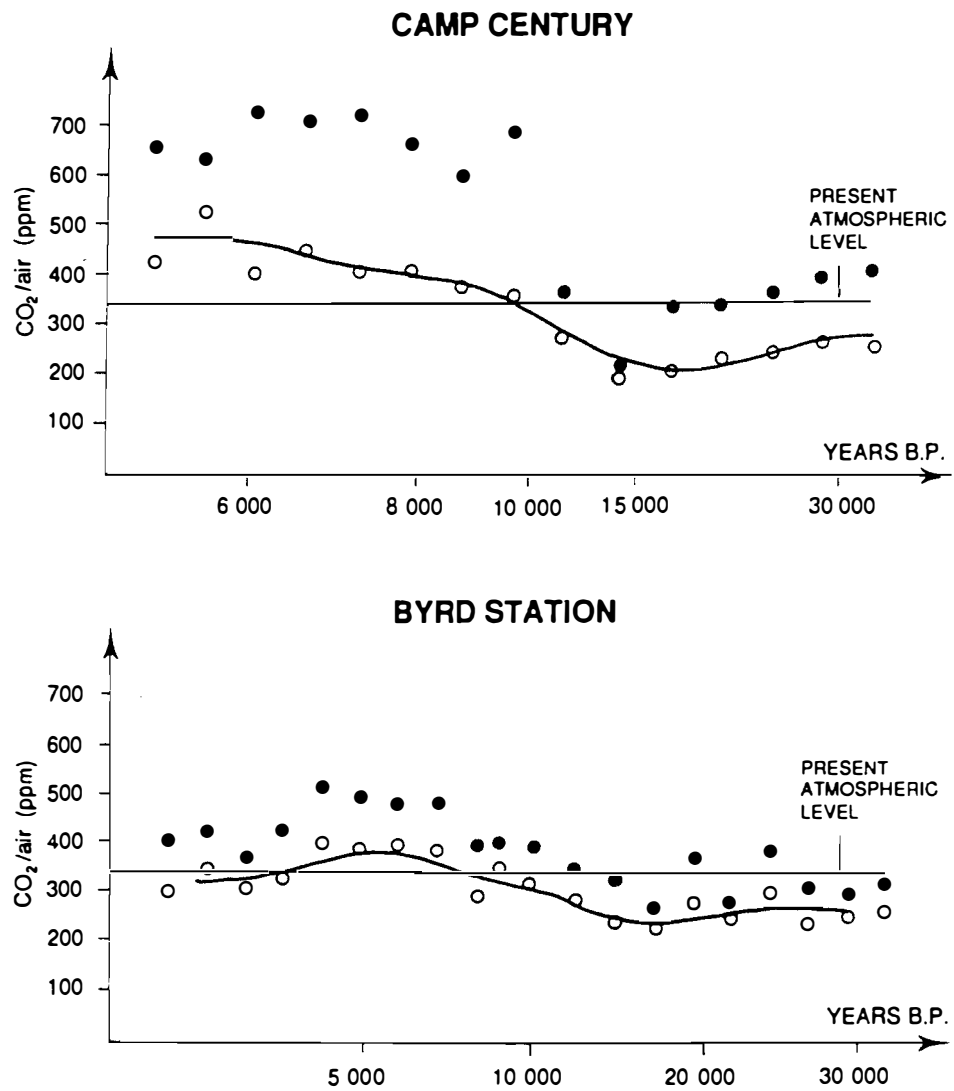 CAMP CENTURY
CO₂/air (ppm)
700
600
500
400
300
200
100
PRESENT
ATMOSPHERIC
LEVEL
YEARS B.P.
6 000
8 000
10 000
15 000
30 000
BYRD STATION
CO₂/air (ppm)
700
600
500
400
300
200
100
PRESENT
ATMOSPHERIC
LEVEL
YEARS B.P.
5 000
10 000
20 000
30 000